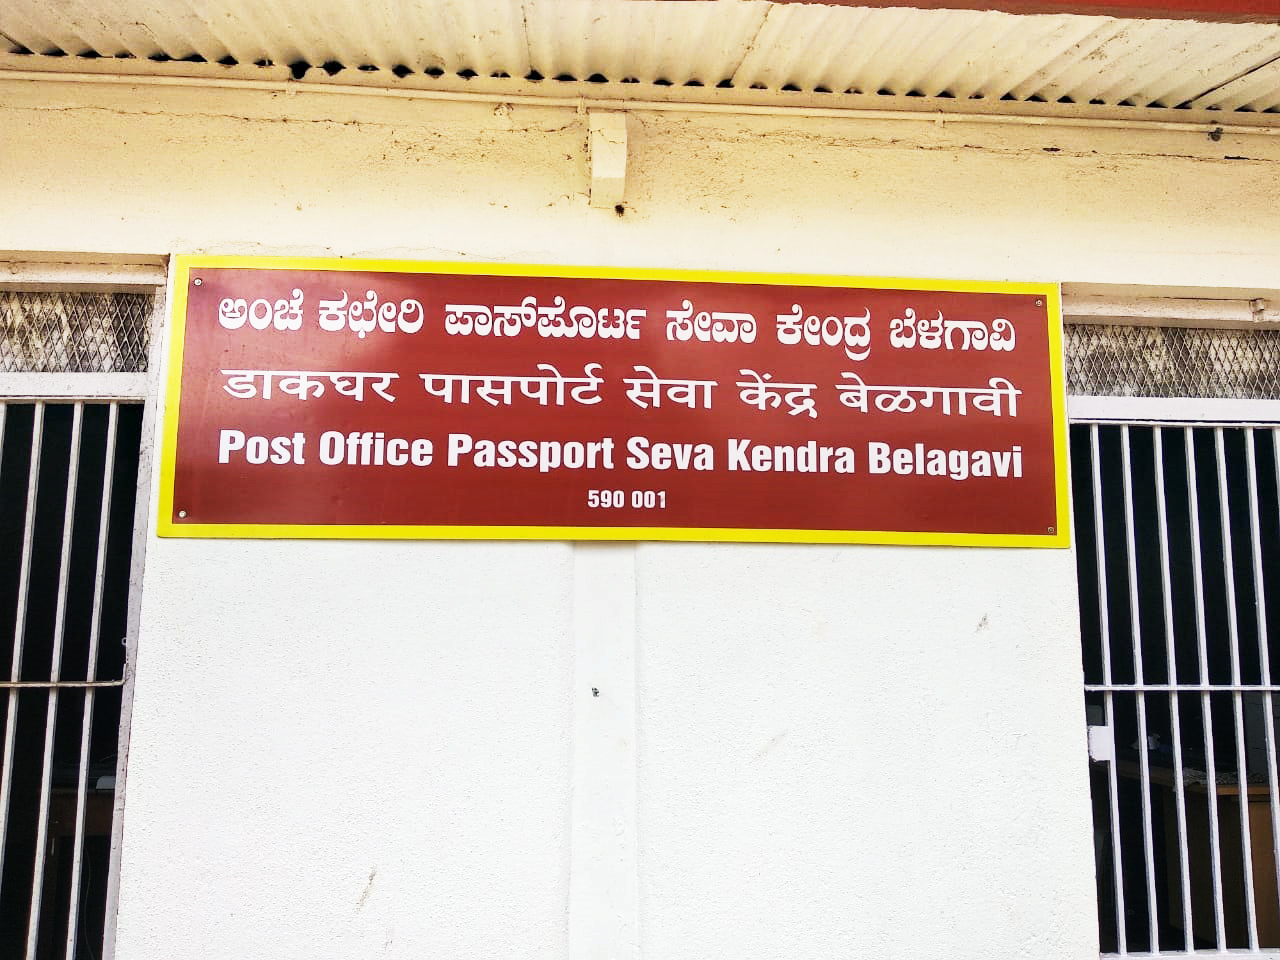 ಅಂಚೆ ಕಛೇರಿ ಪಾಸ್‌ಪೊರ್ಟ ಸೇವಾ ಕೇಂದ್ರ ಬೆಳಗಾವಿ
डाकघर पासपोर्ट सेवा केंद्र बेळगावी
Post Office Passport Seva Kendra Belagavi
590 001